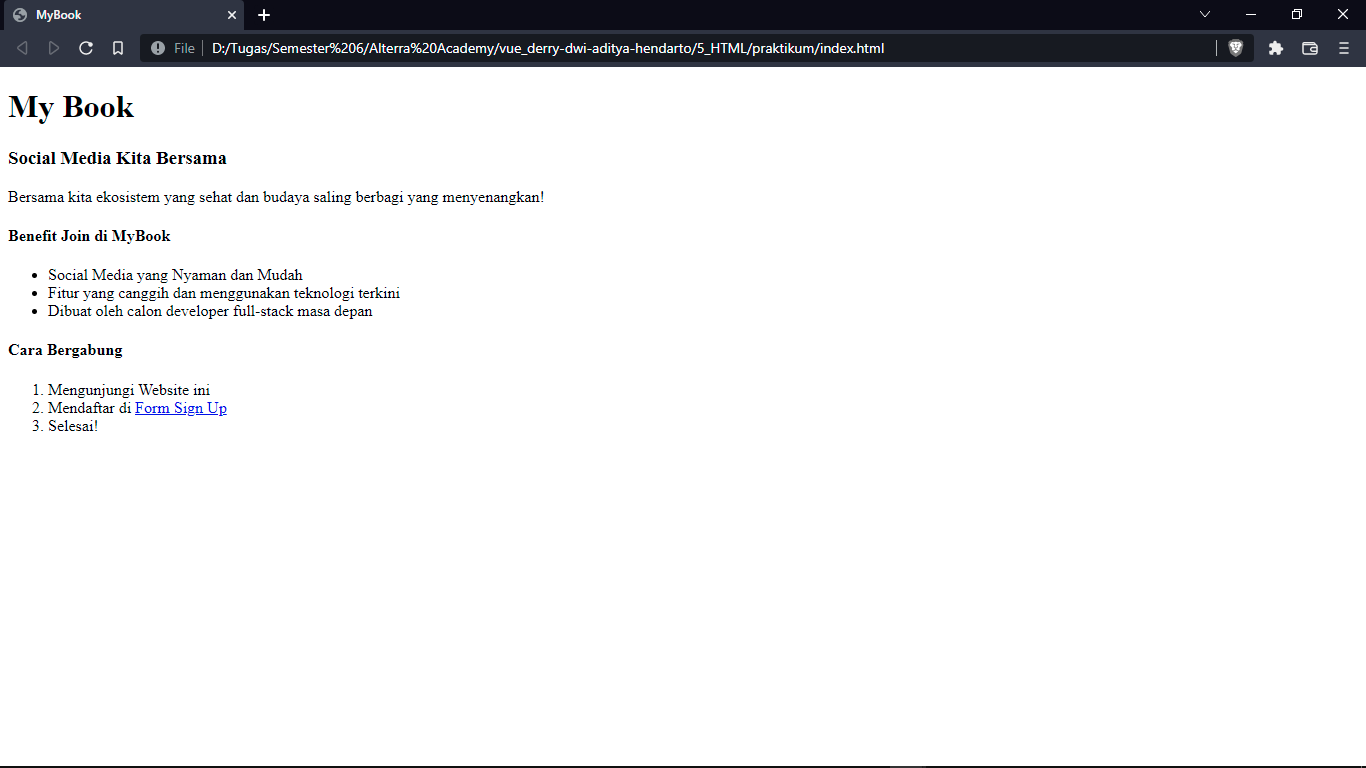 MyBook
File
D:/Tugas/Semester%206/Alterra%20Academy/vue_derry-dwi-aditya-hendarto/5_HTML/praktikum/index.html
My Book
Social Media Kita Bersama
Bersama kita ekosistem yang sehat dan budaya saling berbagi yang menyenangkan!
Benefit Join di MyBook
• Social Media yang Nyaman dan Mudah
• Fitur yang canggih dan menggunakan teknologi terkini
• Dibuat oleh calon developer full-stack masa depan
Cara Bergabung
1. Mengunjungi Website ini
2. Mendaftar di Form Sign Up
3. Selesai!